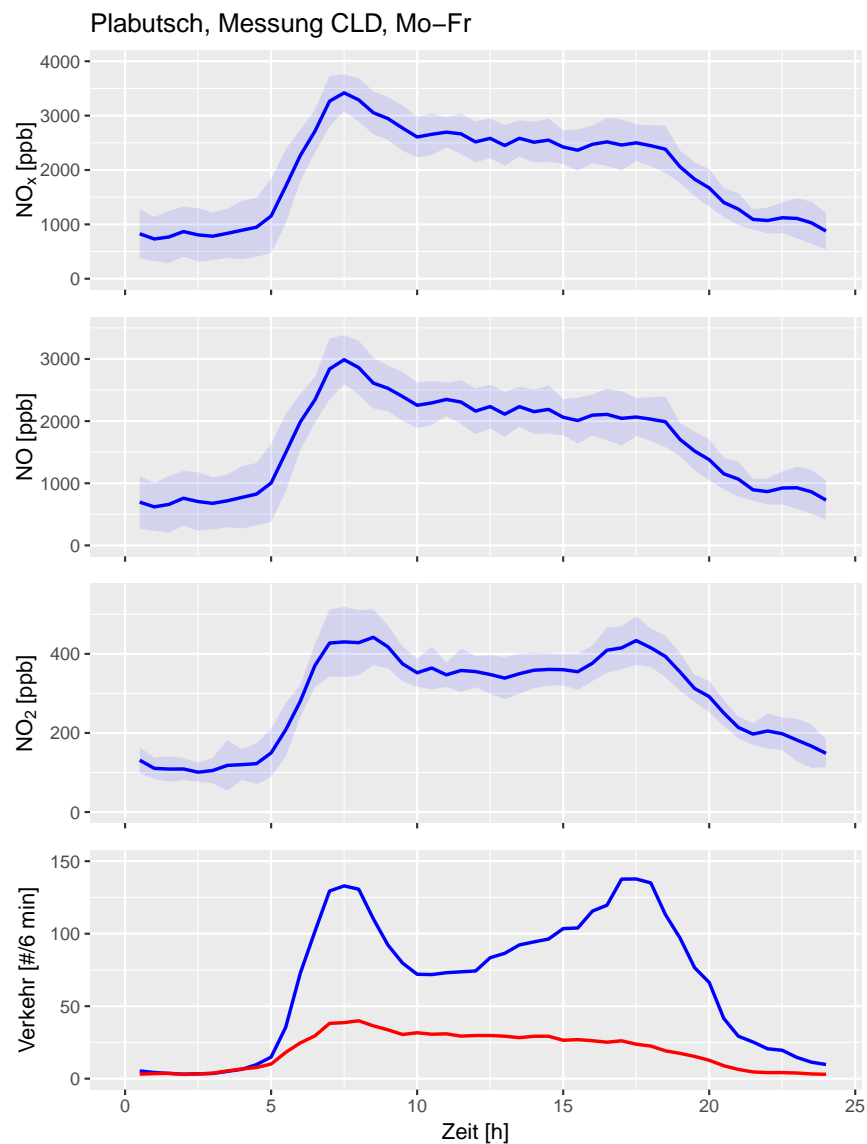 Plabutsch, Messung CLD, Mo−Fr
NOₓ [ppb]
4000
3000
2000
1000
0
NO [ppb]
3000
2000
1000
0
NO₂ [ppb]
400
200
0
Verkehr [#/6 min]
150
100
50
0
0 5 10 15 20 25
Zeit [h]